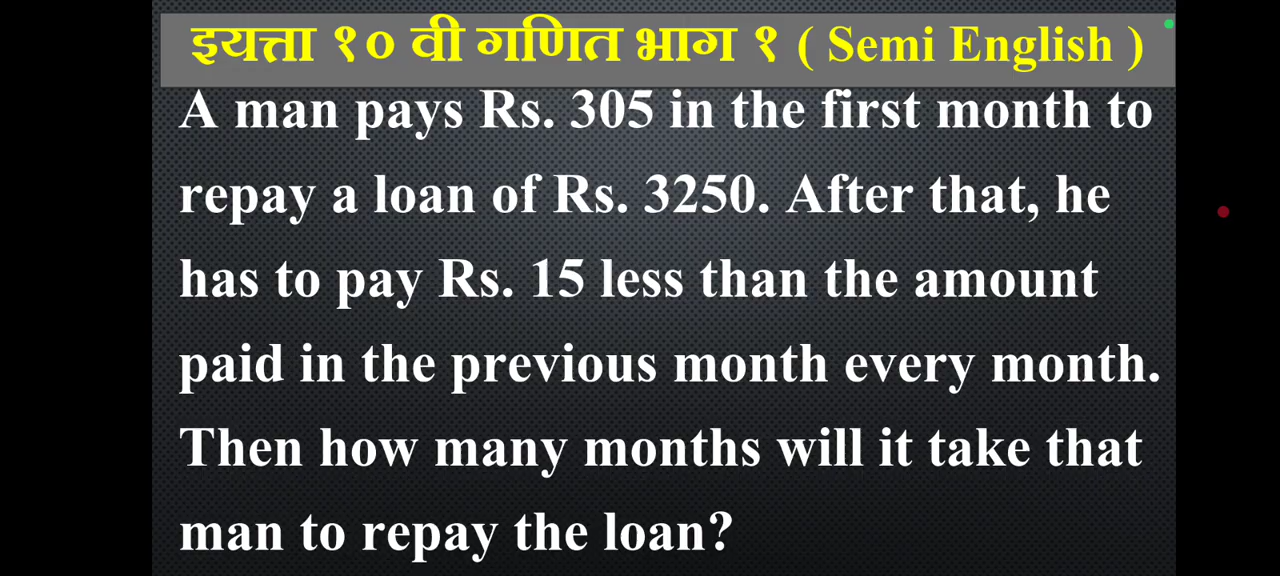 इयत्ता १० वी गणित भाग १ ( Semi English )
A man pays Rs. 305 in the first month to
repay a loan of Rs. 3250. After that, he
has to pay Rs. 15 less than the amount
paid in the previous month every month.
Then how many months will it take that
man to repay the loan?